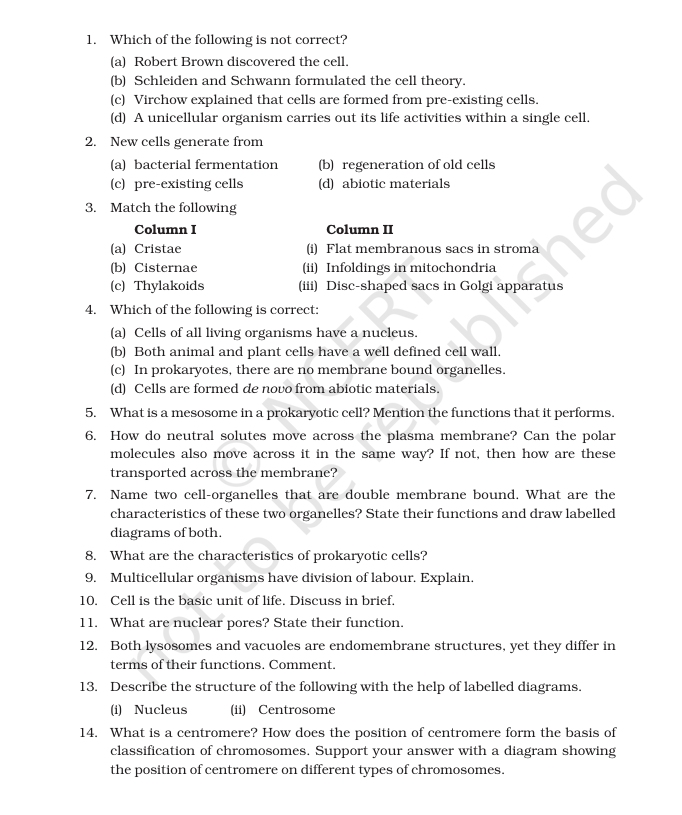 1. Which of the following is not correct?
(a) Robert Brown discovered the cell.
(b) Schleiden and Schwann formulated the cell theory.
(c) Virchow explained that cells are formed from pre-existing cells.
(d) A unicellular organism carries out its life activities within a single cell.
2. New cells generate from
(a) bacterial fermentation (b) regeneration of old cells
(c) pre-existing cells (d) abiotic materials
3. Match the following
Column I Column II
(a) Cristae (i) Flat membranous sacs in stroma
(b) Cisternae (ii) Infoldings in mitochondria
(c) Thylakoids (iii) Disc-shaped sacs in Golgi apparatus
4. Which of the following is correct:
(a) Cells of all living organisms have a nucleus.
(b) Both animal and plant cells have a well defined cell wall.
(c) In prokaryotes, there are no membrane bound organelles.
(d) Cells are formed de novo from abiotic materials.
5. What is a mesosome in a prokaryotic cell? Mention the functions that it performs.
6. How do neutral solutes move across the plasma membrane? Can the polar
molecules also move across it in the same way? If not, then how are these
transported across the membrane?
7. Name two cell-organelles that are double membrane bound. What are the
characteristics of these two organelles? State their functions and draw labelled
diagrams of both.
8. What are the characteristics of prokaryotic cells?
9. Multicellular organisms have division of labour. Explain.
10. Cell is the basic unit of life. Discuss in brief.
11. What are nuclear pores? State their function.
12. Both lysosomes and vacuoles are endomembrane structures, yet they differ in
terms of their functions. Comment.
13. Describe the structure of the following with the help of labelled diagrams.
(i) Nucleus (ii) Centrosome
14. What is a centromere? How does the position of centromere form the basis of
classification of chromosomes. Support your answer with a diagram showing
the position of centromere on different types of chromosomes.
© NCERT
not to be republished